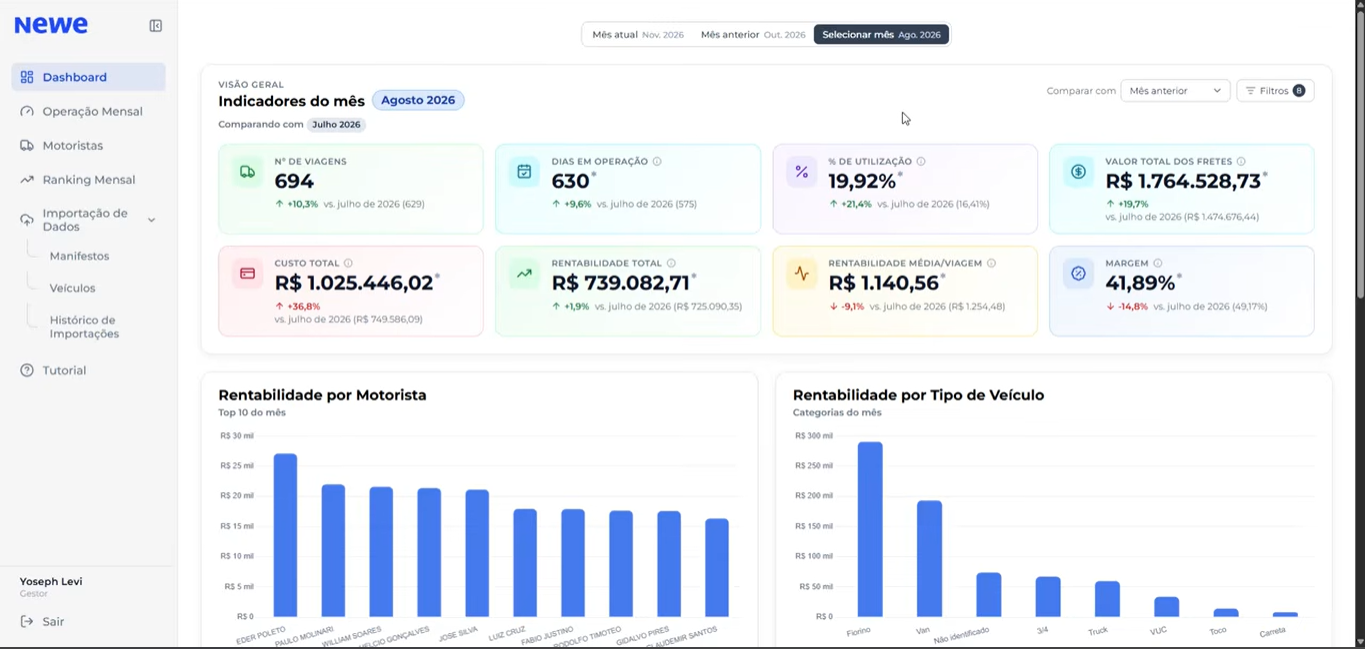 Newe
Dashboard
Operação Mensal
Motoristas
Ranking Mensal
Importação de
Dados
Manifestos
Veículos
Histórico de
Importações
Tutorial
Yoseph Levi
Gestor
Sair
Mês atual Nov. 2026 Mês anterior Out. 2026 Selecionar mês Ago. 2026
VISÃO GERAL
Indicadores do mês Agosto 2026
Comparando com Julho 2026
Comparar com Mês anterior Filtros 8
Nº DE VIAGENS
694
+10,3% vs. julho de 2026 (629)
DIAS EM OPERAÇÃO
630*
+9,6% vs. julho de 2026 (575)
% DE UTILIZAÇÃO
19,92%*
+21,4% vs. julho de 2026 (16,41%)
VALOR TOTAL DOS FRETES
R$ 1.764.528,73*
+19,7%
vs. julho de 2026 (R$ 1.474.676,44)
CUSTO TOTAL
R$ 1.025.446,02*
+36,8%
vs. julho de 2026 (R$ 749.586,09)
RENTABILIDADE TOTAL
R$ 739.082,71*
+1,9% vs. julho de 2026 (R$ 725.090,35)
RENTABILIDADE MÉDIA/VIAGEM
R$ 1.140,56*
-9,1% vs. julho de 2026 (R$ 1.254,48)
MARGEM
41,89%*
-14,8% vs. julho de 2026 (49,17%)
Rentabilidade por Motorista
Top 10 do mês
R$ 30 mil
R$ 25 mil
R$ 20 mil
R$ 15 mil
R$ 10 mil
R$ 5 mil
R$ 0
EDER POLETO
PAULO MOLINARI
WILLIAM SOARES
GONÇALVES
JOSE SILVA
LUIZ CRUZ
FABIO JUSTINO
RODOLFO TIMOTEO
GIDALVO PIRES
CLAUDEMIR SANTOS
Rentabilidade por Tipo de Veículo
Categorias do mês
R$ 300 mil
R$ 250 mil
R$ 200 mil
R$ 150 mil
R$ 100 mil
R$ 50 mil
R$ 0
Fiorino
Van
Não identificado
3/4
Truck
VUC
Toco
Carreta